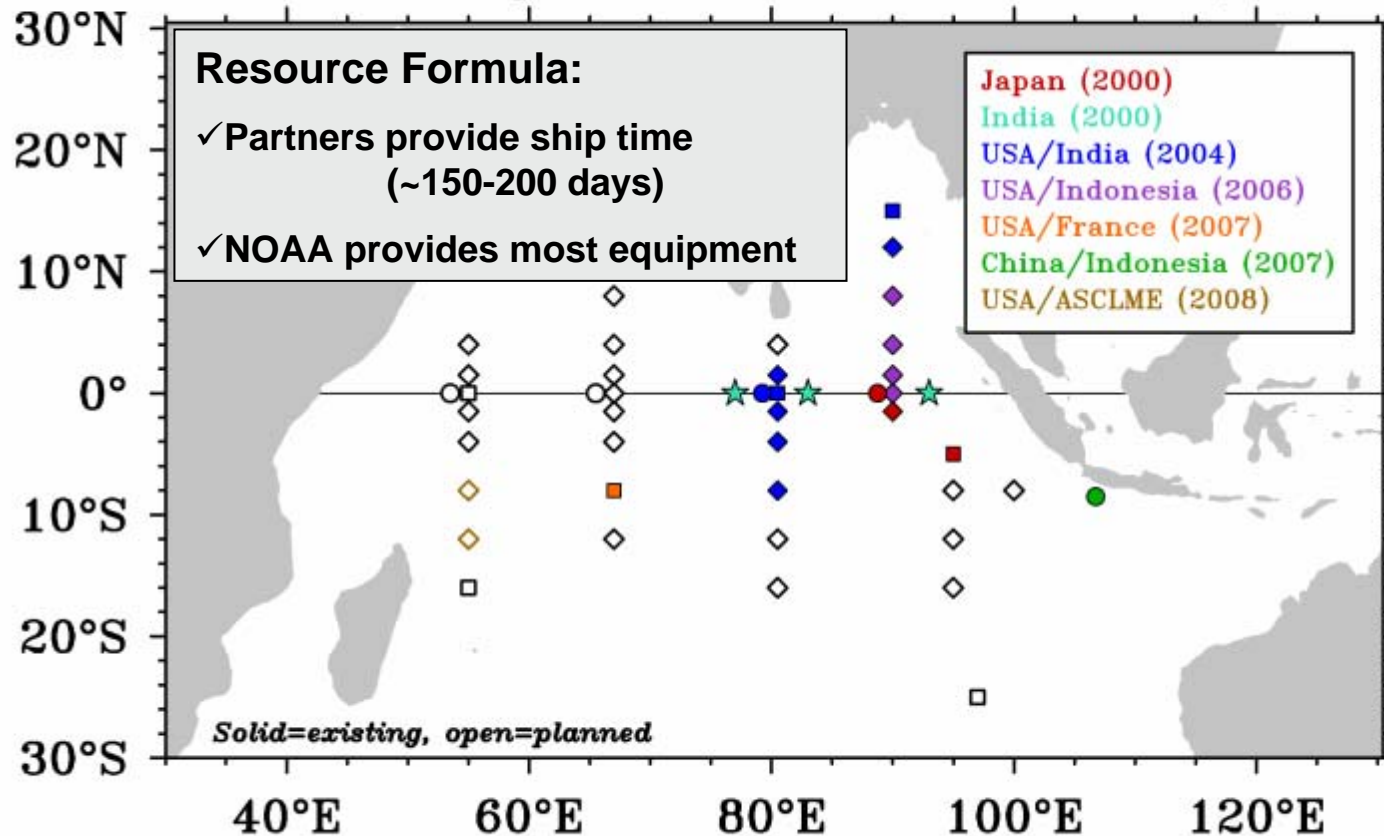 30°N
20°N
10°N
0°
10°S
20°S
30°S
Resource Formula:
✓Partners provide ship time
(~150-200 days)
✓NOAA provides most equipment
Japan (2000)
India (2000)
USA/India (2004)
USA/Indonesia (2006)
USA/France (2007)
China/Indonesia (2007)
USA/ASCLME (2008)
Solid=existing, open=planned
40°E 60°E 80°E 100°E 120°E